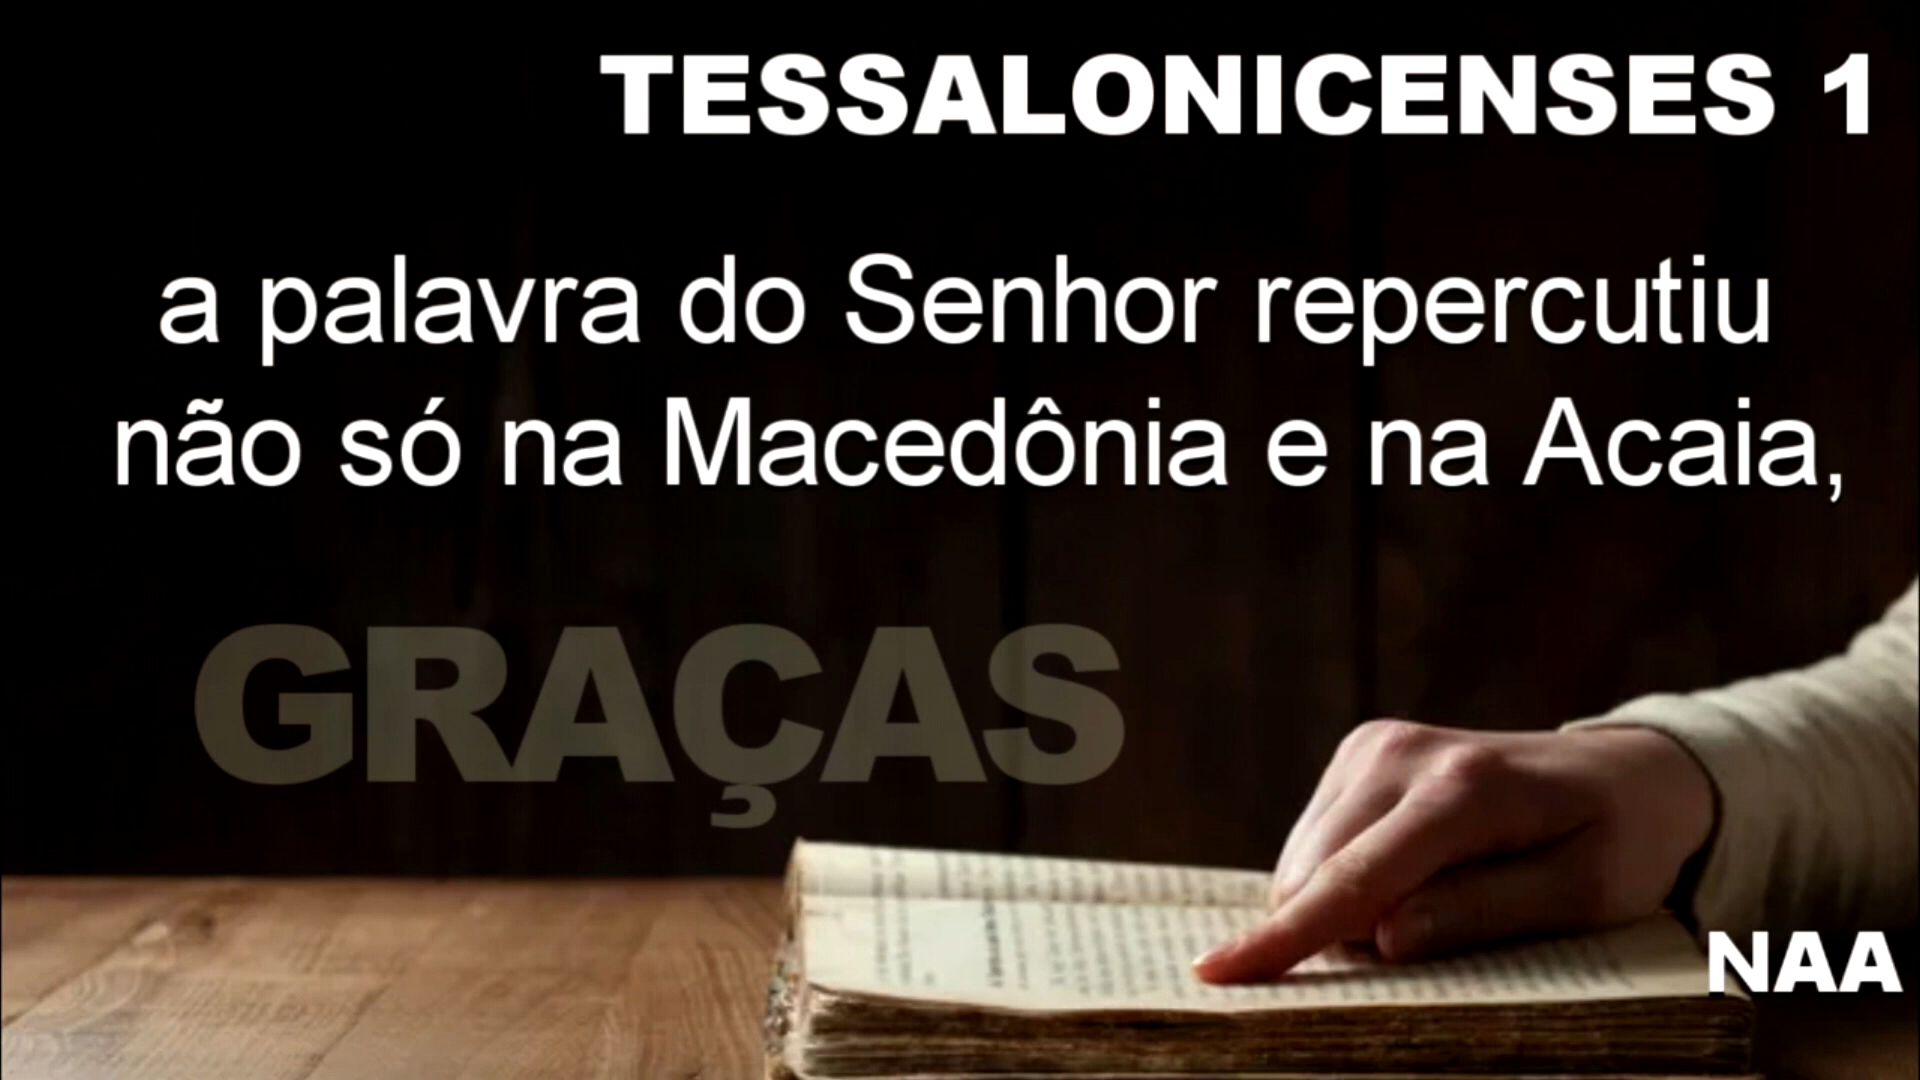 TESSALONICENSES 1
a palavra do Senhor repercutiu
não só na Macedônia e na Acaia,
GRAÇAS
NAA